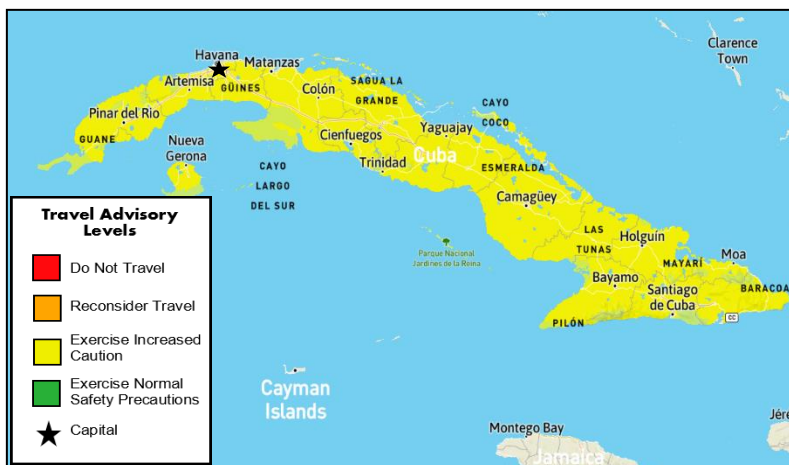 Havana
Matanzas
Clarence
Town
Artemisa
GÜINES
Colón
SAGUA LA
GRANDE
Pinar del Rio
CAYO
COCO
GUANE
Nueva
Gerona
Cienfuegos
Yaguajay
Cuba
Trinidad
CAYO
LARGO
DEL SUR
ESMERALDA
Camagüey
Parque Nacional
Jardines de la Reina
LAS
TUNAS
Holguín
MAYARÍ
Moa
Bayamo
Santiago
de Cuba
BARACOA
PILÓN
CC
Cayman
Islands
Montego Bay
Jamaica
Jére
Travel Advisory
Levels
Do Not Travel
Reconsider Travel
Exercise Increased
Caution
Exercise Normal
Safety Precautions
Capital